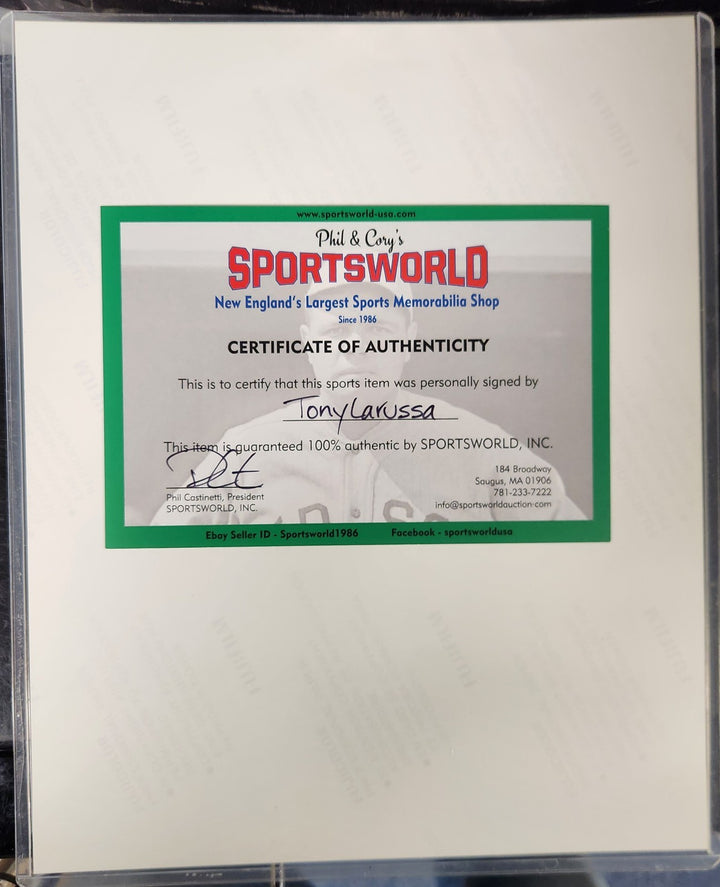 www.sportsworld-usa.com
Phil & Cory's
SPORTSWORLD
New England's Largest Sports Memorabilia Shop
Since 1986
CERTIFICATE OF AUTHENTICITY
This is to certify that this sports item was personally signed by
Tony Larussa
This item is guaranteed 100% authentic by SPORTSWORLD, INC.
Phil Castinetti, President
SPORTSWORLD, INC.
184 Broadway
Saugus, MA 01906
781-233-7222
info@sportsworldauction.com
Ebay Seller ID - Sportsworld1986 Facebook - sportsworldusa